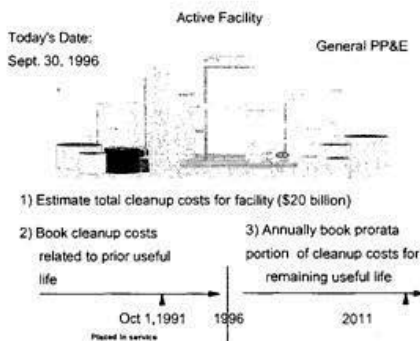 Active Facility
Today's Date:
Sept. 30, 1996
General PP&E
1) Estimate total cleanup costs for facility ($20 billion)
2) Book cleanup costs
related to prior useful
life
3) Annually book prorata
portion of cleanup costs for
remaining useful life
Oct 1,1991
1996
2011
Placed in service